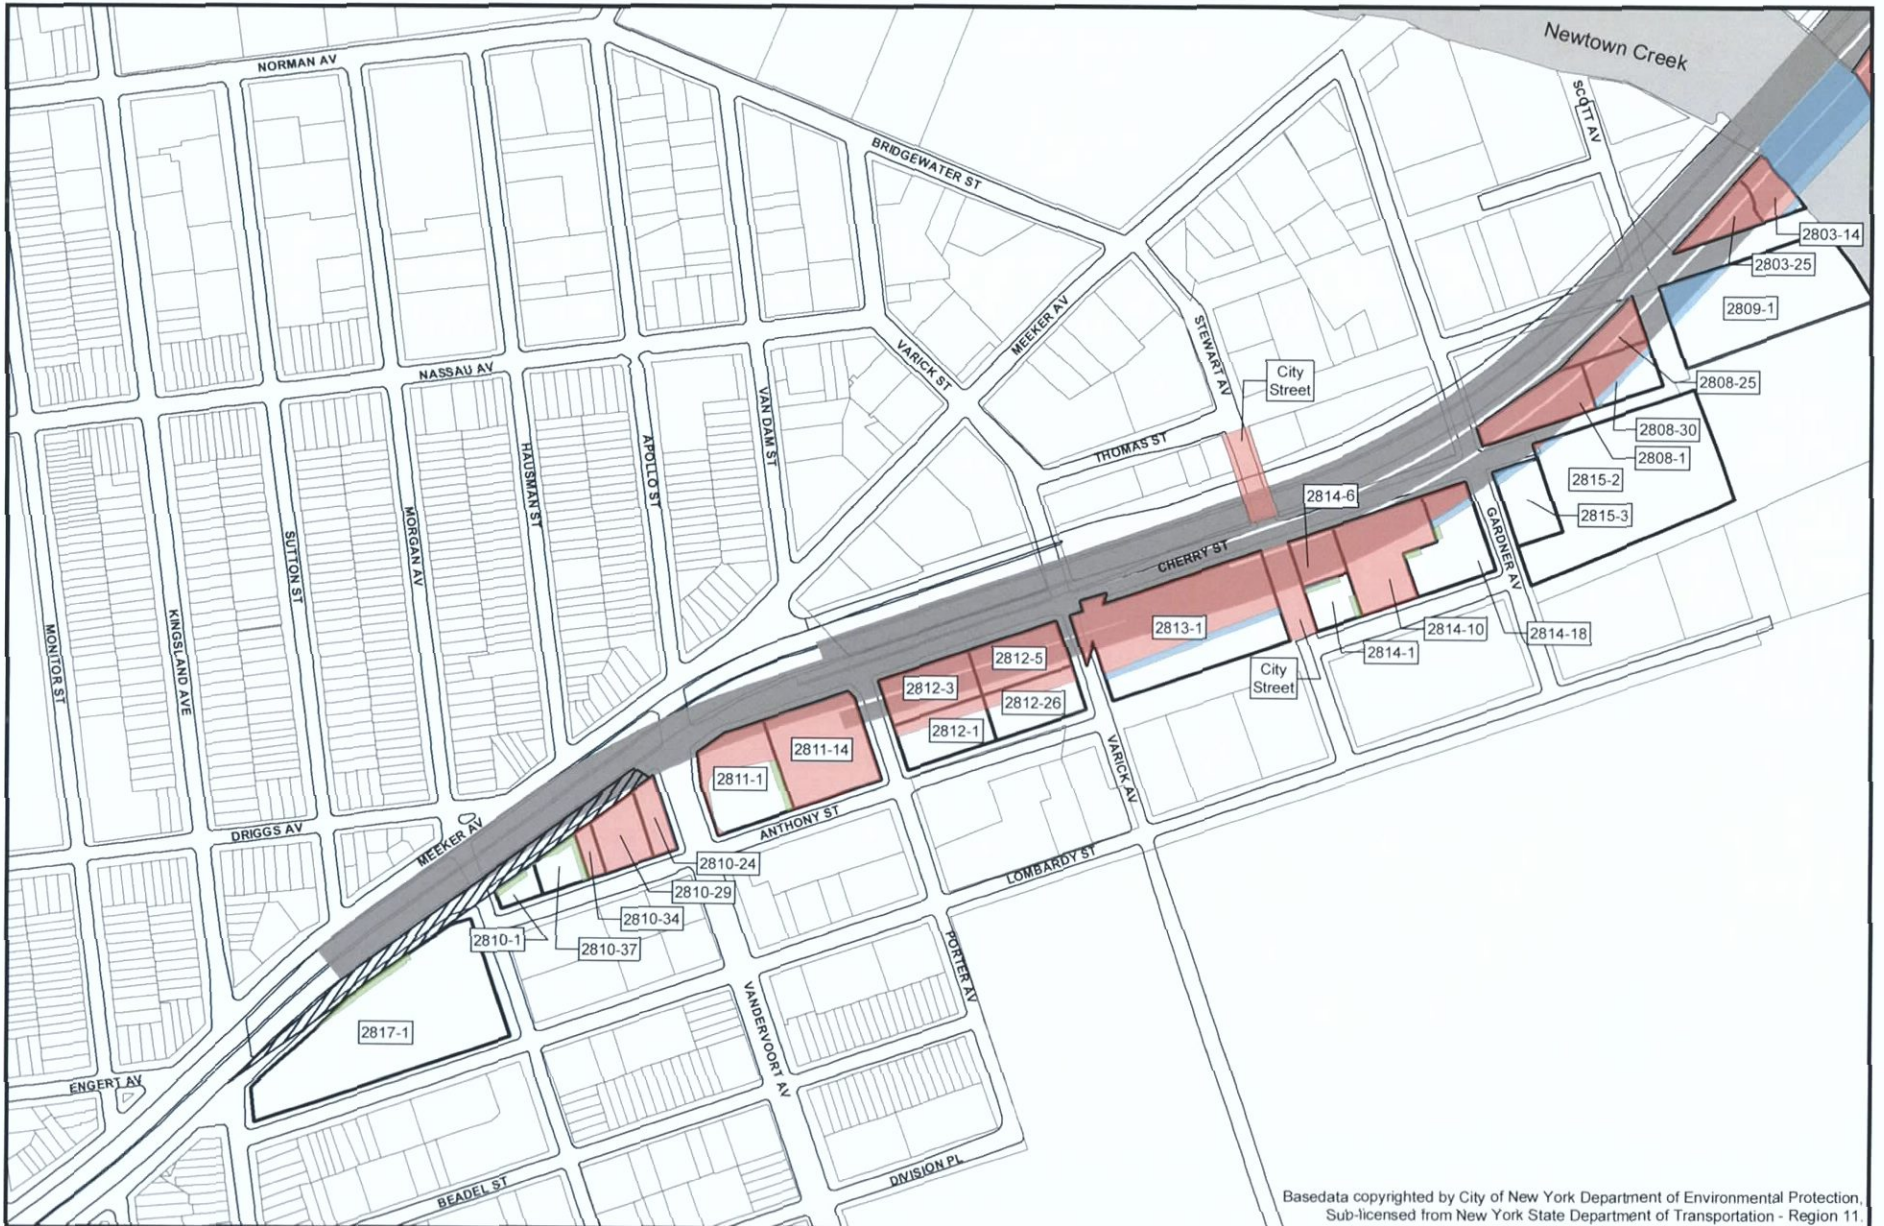 Newtown Creek
NORMAN AV
SCOTT AV
BRIDGEWATER ST
2803-14
2803-25
2809-1
MEEKER AV
STEWART AV
VARICK ST
NASSAU AV
City
Street
2808-25
VAN DAM ST
2808-30
THOMAS ST
2808-1
APOLLO ST
HAUSMAN ST
2815-2
2814-6
2815-3
MORGAN AV
SUTTON ST
GARDNER AV
CHERRY ST
KINGSLAND AVE
MONITOR ST
2813-1
2814-10
2814-18
2814-1
2812-5
City
Street
2812-3
2812-26
2812-1
2811-14
2811-1
VARICK AV
ANTHONY ST
DRIGGS AV
MEEKER AV
2810-24
LOMBARDY ST
2810-29
2810-34
2810-1
2810-37
PORTER AV
2817-1
VANDERVOORT AV
ENGERT AV
DIVISION PL
BEADEL ST
Basedata copyrighted by City of New York Department of Environmental Protection,
Sub-licensed from New York State Department of Transportation - Region 11.